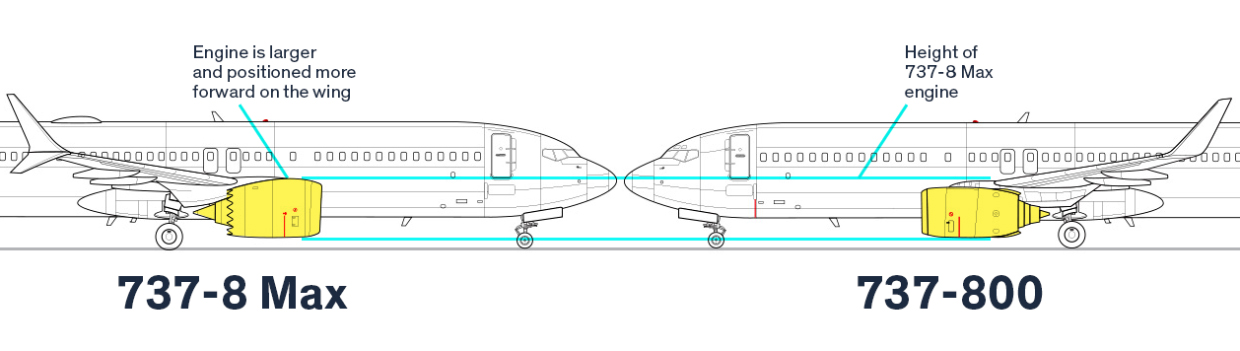 Engine is larger
and positioned more
forward on the wing
Height of
737-8 Max
engine
737-8 Max
737-800